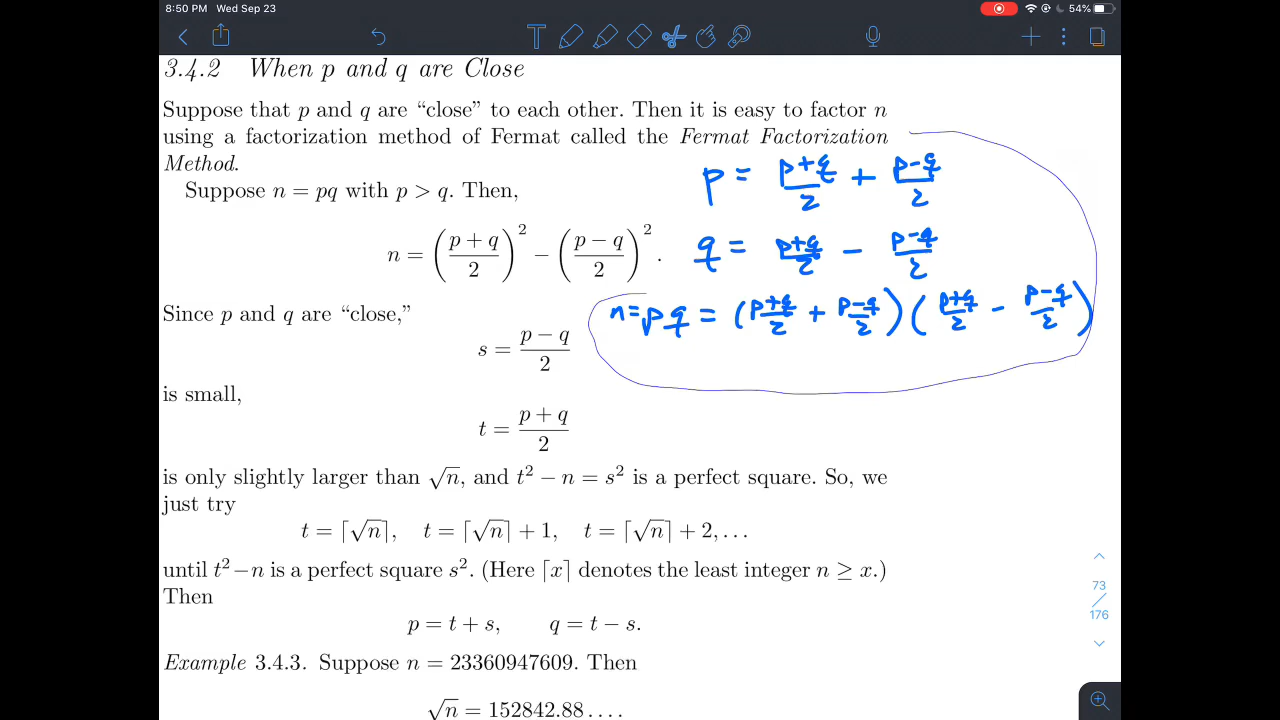 8:50 PM Wed Sep 23
54%
3.4.2 When p and q are Close
Suppose that p and q are “close” to each other. Then it is easy to factor n
using a factorization method of Fermat called the Fermat Factorization
Method.
Suppose n = pq with p > q. Then,
n = ((p + q)/2)² − ((p − q)/2)².
Since p and q are “close,”
s = (p − q)/2
is small,
t = (p + q)/2
is only slightly larger than √n, and t² − n = s² is a perfect square. So, we
just try
t = ⌈√n⌉, t = ⌈√n⌉ + 1, t = ⌈√n⌉ + 2, . . .
until t² − n is a perfect square s². (Here ⌈x⌉ denotes the least integer n ≥ x.)
Then
p = t + s, q = t − s.
Example 3.4.3. Suppose n = 23360947609. Then
√n = 152842.88 . . . .
p = (p+q)/2 + (p−q)/2
q = (p+q)/2 − (p−q)/2
n = pq = ((p+q)/2 + (p−q)/2)((p+q)/2 − (p−q)/2)
73
176